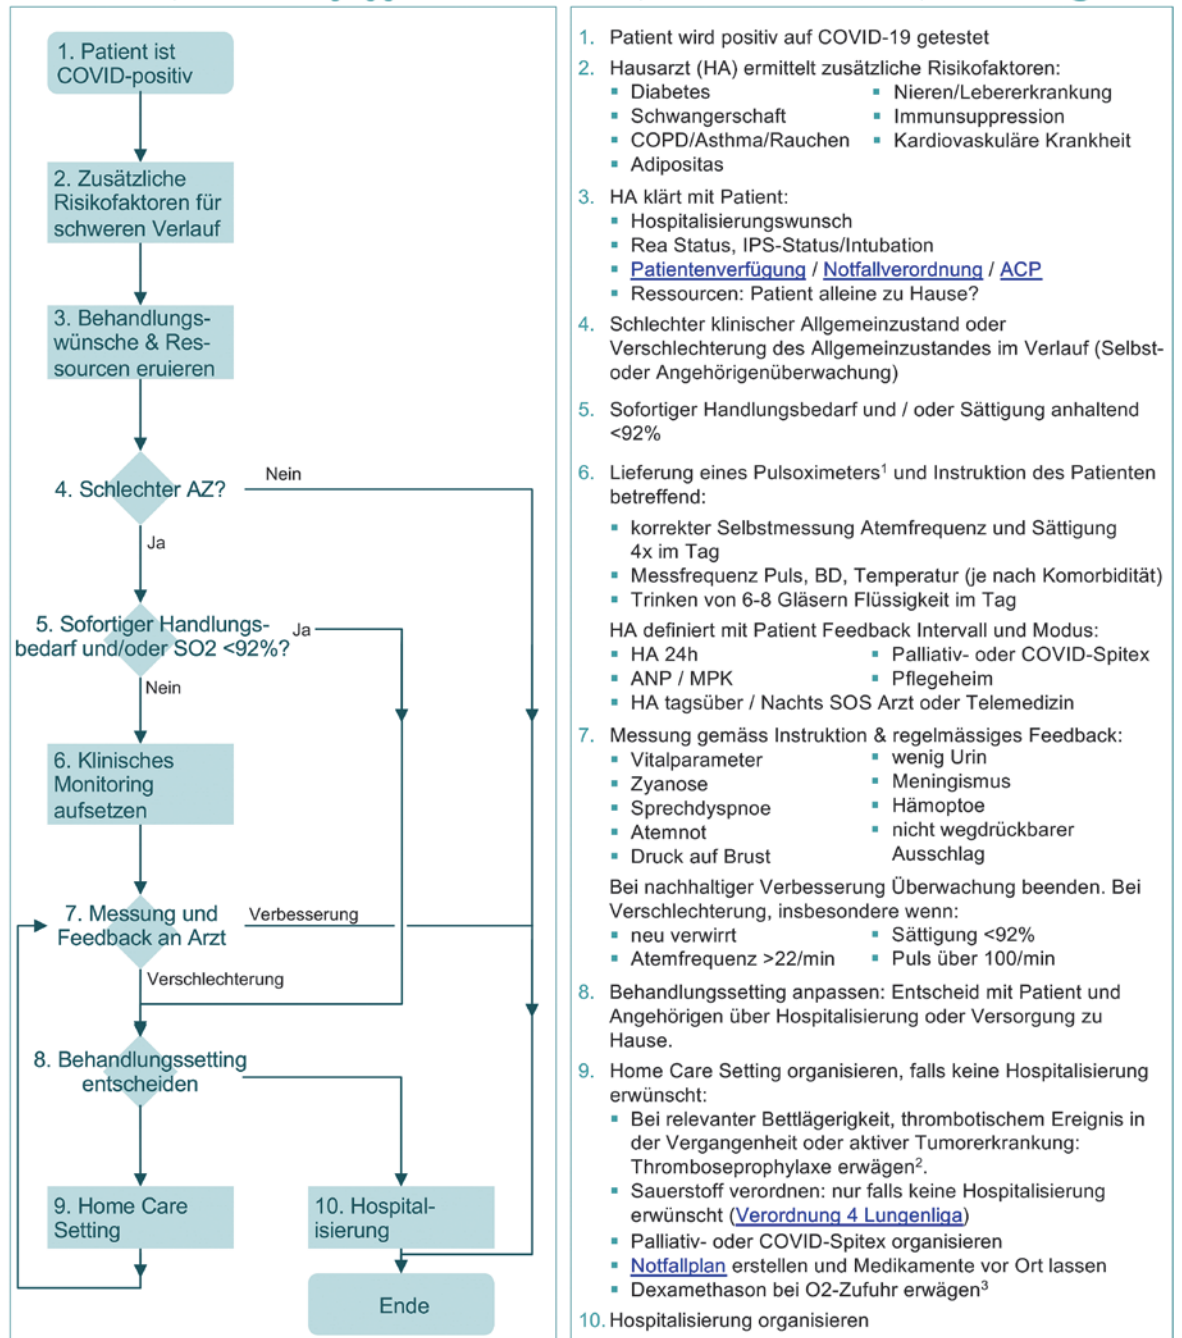 1. Patient ist
COVID-positiv
2. Zusätzliche
Risikofaktoren für
schweren Verlauf
3. Behandlungs-
wünsche & Res-
sourcen eruieren
4. Schlechter AZ?
Nein
Ja
5. Sofortiger Handlungs-
bedarf und/oder SO2 <92%?
Ja
Nein
6. Klinisches
Monitoring
aufsetzen
7. Messung und
Feedback an Arzt
Verbesserung
Verschlechterung
8. Behandlungssetting
entscheiden
9. Home Care
Setting
10. Hospital-
isierung
Ende
1. Patient wird positiv auf COVID-19 getestet
2. Hausarzt (HA) ermittelt zusätzliche Risikofaktoren:
▪ Diabetes
▪ Schwangerschaft
▪ COPD/Asthma/Rauchen
▪ Adipositas
▪ Nieren/Lebererkrankung
▪ Immunsuppression
▪ Kardiovaskuläre Krankheit
3. HA klärt mit Patient:
▪ Hospitalisierungswunsch
▪ Rea Status, IPS-Status/Intubation
▪ Patientenverfügung / Notfallverordnung / ACP
▪ Ressourcen: Patient alleine zu Hause?
4. Schlechter klinischer Allgemeinzustand oder
Verschlechterung des Allgemeinzustandes im Verlauf (Selbst-
oder Angehörigenüberwachung)
5. Sofortiger Handlungsbedarf und / oder Sättigung anhaltend
<92%
6. Lieferung eines Pulsoximeters¹ und Instruktion des Patienten
betreffend:
▪ korrekter Selbstmessung Atemfrequenz und Sättigung
4x im Tag
▪ Messfrequenz Puls, BD, Temperatur (je nach Komorbidität)
▪ Trinken von 6-8 Gläsern Flüssigkeit im Tag
HA definiert mit Patient Feedback Intervall und Modus:
▪ HA 24h
▪ ANP / MPK
▪ Palliativ- oder COVID-Spitex
▪ Pflegeheim
▪ HA tagsüber / Nachts SOS Arzt oder Telemedizin
7. Messung gemäss Instruktion & regelmässiges Feedback:
▪ Vitalparameter
▪ Zyanose
▪ Sprechdyspnoe
▪ Atemnot
▪ Druck auf Brust
▪ wenig Urin
▪ Meningismus
▪ Hämoptoe
▪ nicht wegdrückbarer
Ausschlag
Bei nachhaltiger Verbesserung Überwachung beenden. Bei
Verschlechterung, insbesondere wenn:
▪ neu verwirrt
▪ Atemfrequenz >22/min
▪ Sättigung <92%
▪ Puls über 100/min
8. Behandlungssetting anpassen: Entscheid mit Patient und
Angehörigen über Hospitalisierung oder Versorgung zu
Hause.
9. Home Care Setting organisieren, falls keine Hospitalisierung
erwünscht:
▪ Bei relevanter Bettlägerigkeit, thrombotischem Ereignis in
der Vergangenheit oder aktiver Tumorerkrankung:
Thromboseprophylaxe erwägen².
▪ Sauerstoff verordnen: nur falls keine Hospitalisierung
erwünscht (Verordnung 4 Lungenliga)
▪ Palliativ- oder COVID-Spitex organisieren
▪ Notfallplan erstellen und Medikamente vor Ort lassen
▪ Dexamethason bei O2-Zufuhr erwägen³
10. Hospitalisierung organisieren